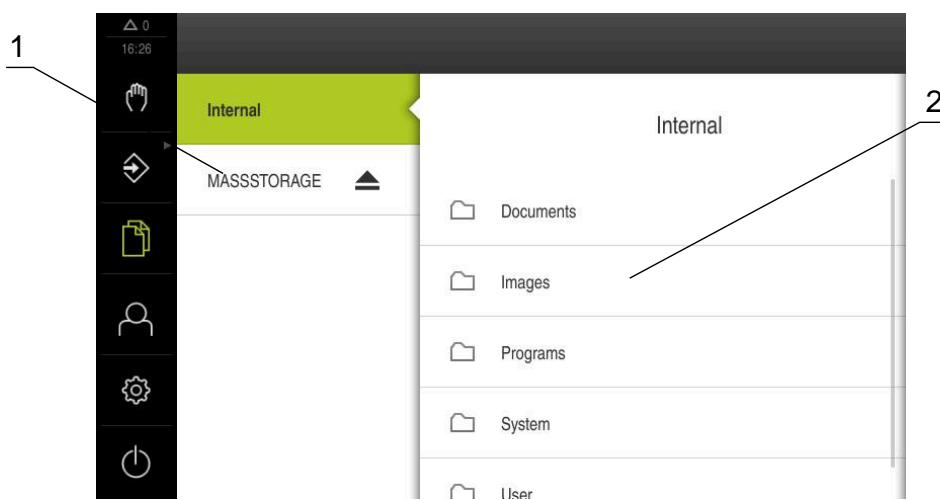 1
0
16:26
Internal
Internal
2
MASSSTORAGE
Documents
Images
Programs
System
User